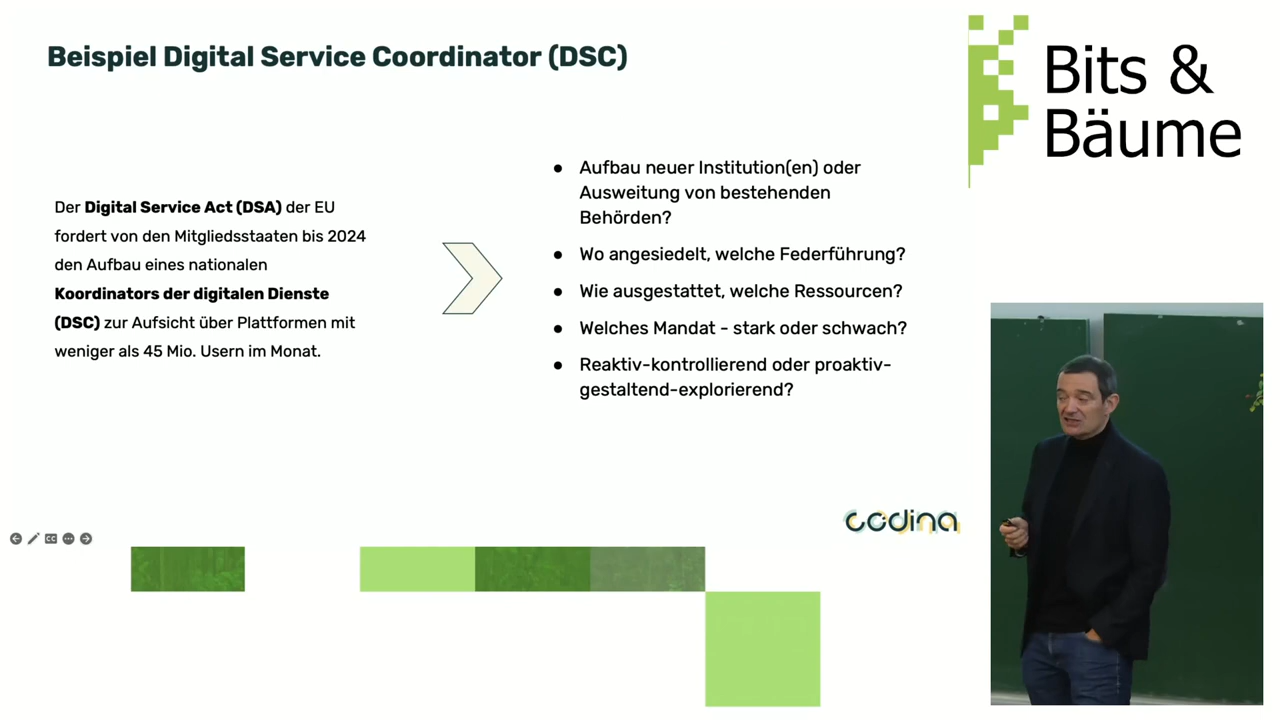 Beispiel Digital Service Coordinator (DSC)
Bits &
Bäume
Der Digital Service Act (DSA) der EU
fordert von den Mitgliedsstaaten bis 2024
den Aufbau eines nationalen
Koordinators der digitalen Dienste
(DSC) zur Aufsicht über Plattformen mit
weniger als 45 Mio. Usern im Monat.
● Aufbau neuer Institution(en) oder
Ausweitung von bestehenden
Behörden?
● Wo angesiedelt, welche Federführung?
● Wie ausgestattet, welche Ressourcen?
● Welches Mandat - stark oder schwach?
● Reaktiv-kontrollierend oder proaktiv-
gestaltend-explorierend?
codina
CC